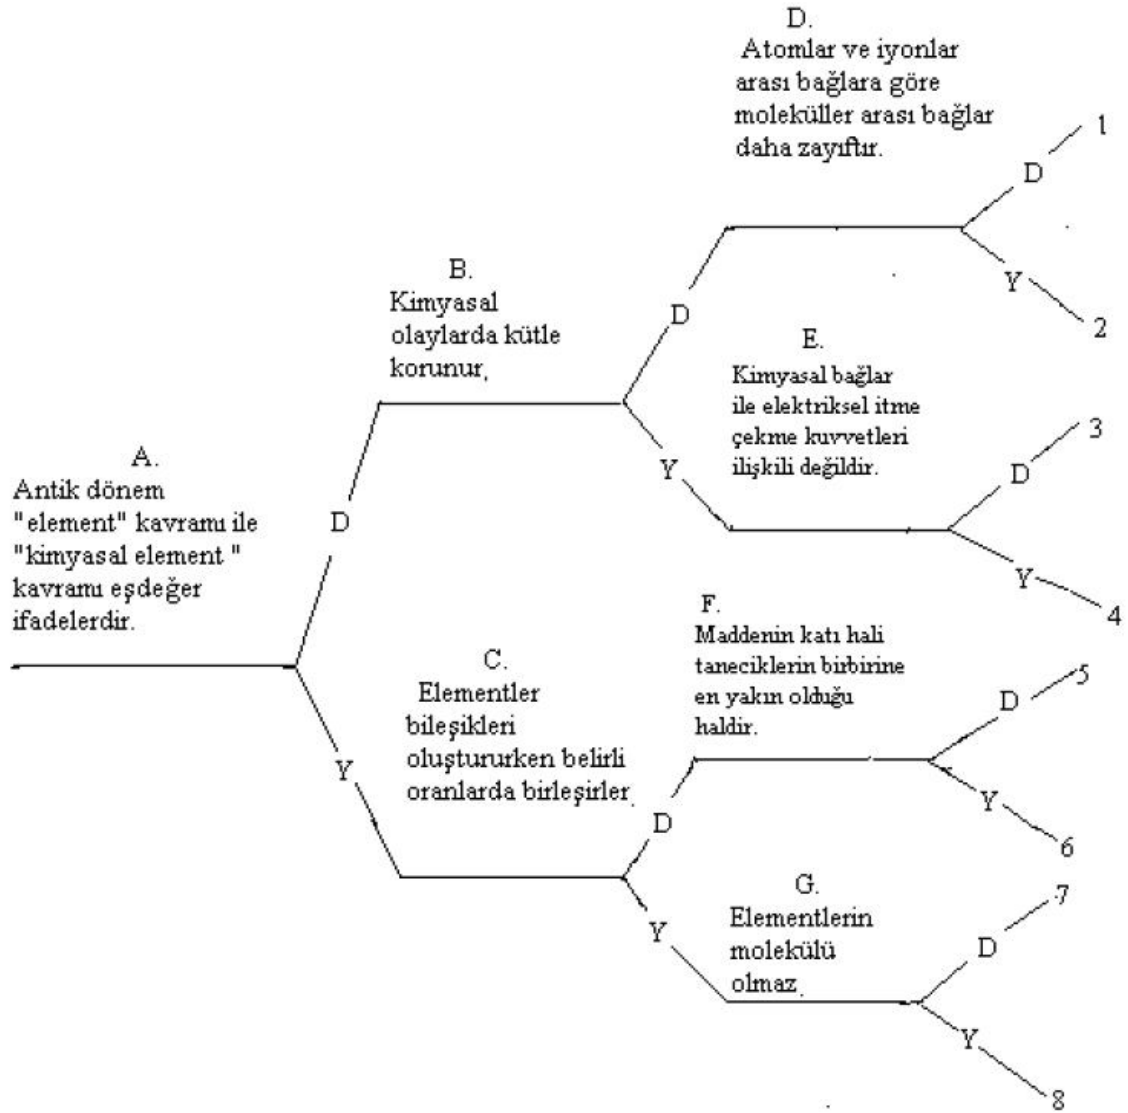 A.
Antik dönem
"element" kavramı ile
"kimyasal element "
kavramı eşdeğer
ifadelerdir.
D
Y
B.
Kimyasal
olaylarda kütle
korunur,
D
Y
C.
Elementler
bileşikleri
oluştururken belirli
oranlarda birleşirler.
D
Y
D.
Atomlar ve iyonlar
arası bağlara göre
moleküller arası bağlar
daha zayıftır.
D
1
Y
2
E.
Kimyasal bağlar
ile elektriksel itme
çekme kuvvetleri
ilişkili değildir.
D
3
Y
4
F.
Maddenin katı hali
taneciklerin birbirine
en yakın olduğu
haldir.
D
5
Y
6
G.
Elementlerin
molekülü
olmaz.
D
7
Y
8